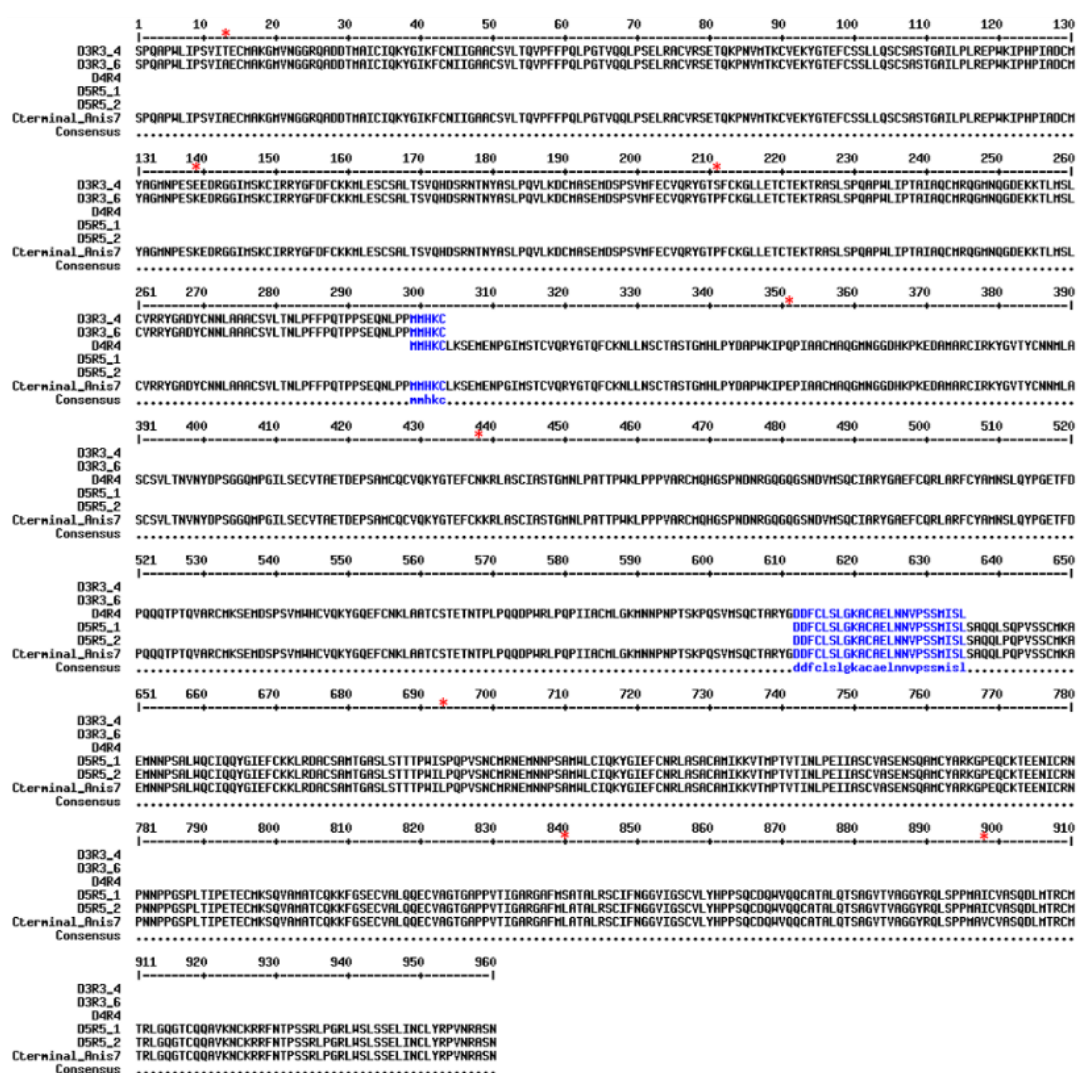 1 10 * 20 30 40 50 60 70 80 90 100 110 120 130
|--------+---------+---------+---------+---------+---------+---------+---------+---------+---------+---------+---------+---------|
D3R3_4 SPQAPWLIPSVITECMAKGMVNGGRQADDTMAICIQKYGIKFCNIIGAACSVLTQVPFFPQLPGTVQQLPSELRACVRSETQKPNVMTKCVEKYGTEFCSSLLQSCSASTGAILPLREPWKIPHPIADCM
D3R3_6 SPQAPWLIPSVIAECMAKGMVNGGRQADDTMAICIQKYGIKFCNIIGAACSVLTQVPFFPQLPGTVQQLPSELRACVRSETQKPNVMTKCVEKYGTEFCSSLLQSCSASTGAILPLREPWKIPHPIADCM
D4R4
D5R5_1
D5R5_2
Cterminal_Anis7 SPQAPWLIPSVIAECMAKGMVNGGRQADDTMAICIQKYGIKFCNIIGAACSVLTQVPFFPQLPGTVQQLPSELRACVRSETQKPNVMTKCVEKYGTEFCSSLLQSCSASTGAILPLREPWKIPHPIADCM
Consensus ..................................................................................................................................
131 140 150 160 170 180 190 200 210 220 230 240 250 260
|--------*---------+---------+---------+---------+---------+---------+---------+*--------+---------+---------+---------+---------|
D3R3_4 YAGMNPESEEDRGGIMSKCIRRYGFDFCKKMLESCSALTSVQHDSRNTNYASLPQVLKDCMASEMDSPSVMFECVQRYGTSFCKGLLETCTEKTRASLSPQAPWLIPTAIAQCMRQGMNQGDEKKTLMSL
D3R3_6 YAGMNPESKEDRGGIMSKCIRRYGFDFCKKMLESCSALTSVQHDSRNTNYASLPQVLKDCMASEMDSPSVMFECVQRYGTPFCKGLLETCTEKTRASLSPQAPWLIPTAIAQCMRQGMNQGDEKKTLMSL
D4R4
D5R5_1
D5R5_2
Cterminal_Anis7 YAGMNPESKEDRGGIMSKCIRRYGFDFCKKMLESCSALTSVQHDSRNTNYASLPQVLKDCMASEMDSPSVMFECVQRYGTPFCKGLLETCTEKTRASLSPQAPWLIPTAIAQCMRQGMNQGDEKKTLMSL
Consensus ..................................................................................................................................
261 270 280 290 300 310 320 330 340 350 * 360 370 380 390
|--------+---------+---------+---------+---------+---------+---------+---------+---------+---------+---------+---------+---------|
D3R3_4 CVRRYGADYCNNLAAACSVLTNLPFFPQTPPSEQNLPPMMHKC
D3R3_6 CVRRYGADYCNNLAAACSVLTNLPFFPQTPPSEQNLPPMMHKC
D4R4 MMHKCLKSEMENPGIMSTCVQRYGTQFCKNLLNSCTASTGMHLPYDAPWKIPQPIAACMAQGMNGGDHKPKEDAMARCIRKYGVTYCNNMLA
D5R5_1
D5R5_2
Cterminal_Anis7 CVRRYGADYCNNLAAACSVLTNLPFFPQTPPSEQNLPPMMHKCLKSEMENPGIMSTCVQRYGTQFCKNLLNSCTASTGMHLPYDAPWKIPEPIAACMAQGMNGGDHKPKEDAMARCIRKYGVTYCNNMLA
Consensus ......................................mmhkc.......................................................................................
391 400 410 420 430 440 450 460 470 480 490 500 510 520
|--------+---------+---------+---------+-------*-+---------+---------+---------+---------+---------+---------+---------+---------|
D3R3_4
D3R3_6
D4R4 SCSVLTNVNYDPSGGQMPGILSECVTAETDEPSAMCQCVQKYGTEFCNKRLASCIASTGMNLPATTPWKLPPPVARCMQHGSPNDNRGQGQGSNDVMSQCIARYGAEFCQRLARFCYAMNSLQYPGETFD
D5R5_1
D5R5_2
Cterminal_Anis7 SCSVLTNVNYDPSGGQMPGILSECVTAETDEPSAMCQCVQKYGTEFCKKRLASCIASTGMNLPATTPWKLPPPVARCMQHGSPNDNRGQGQGSNDVMSQCIARYGAEFCQRLARFCYAMNSLQYPGETFD
Consensus ..................................................................................................................................
521 530 540 550 560 570 580 590 600 610 620 630 640 650
|--------+---------+---------+---------+---------+---------+---------+---------+---------+---------+---------+---------+---------|
D3R3_4
D3R3_6
D4R4 PQQQTPTQVARCMKSEMDSPSVMWHCVQKYGQEFCNKLAATCSTETNTPLPQQDPWRLPQPIIACMLGKMNNPNPTSKPQSVMSQCTARYGDDFCLSLGKACAELNNVPSSMISL
D5R5_1 DDFCLSLGKACAELNNVPSSMISLSAQQLSQPVSSCMKA
D5R5_2 DDFCLSLGKACAELNNVPSSMISLSAQQLPQPVSSCMKA
Cterminal_Anis7 PQQQTPTQVARCMKSEMDSPSVMWHCVQKYGQEFCNKLAATCSTETNTPLPQQDPWRLPQPIIACMLGKMNNPNPTSKPQSVMSQCTARYGDDFCLSLGKACAELNNVPSSMISLSAQQLPQPVSSCMKA
Consensus ...........................................................................................ddfclslgkacaelnnvpssmisl...............
651 660 670 680 690 * 700 710 720 730 740 750 760 770 780
|--------+---------+---------+---------+---------+---------+---------+---------+---------+---------+---------+---------+---------|
D3R3_4
D3R3_6
D4R4
D5R5_1 EMNNPSALWQCIQQYGIEFCKKLRDACSAMTGASLSTTTPWISPQPVSNCMRNEMNNPSAMWLCIQKYGIEFCNRLASACAMIKKVTMPTVTINLPEIIASCVASENSQAMCYARKGPEQCKTEENICRN
D5R5_2 EMNNPSALWQCIQQYGIEFCKKLRDACSAMTGASLSTTTPWILPQPVSNCMRNEMNNPSAMWLCIQKYGIEFCNRLASACAMIKKVTMPTVTINLPEIIASCVASENSQAMCYARKGPEQCKTEENICRN
Cterminal_Anis7 EMNNPSALWQCIQQYGIEFCKKLRDACSAMTGASLSTTTPWILPQPVSNCMRNEMNNPSAMWLCIQKYGIEFCNRLASACAMIKKVTMPTVTINLPEIIASCVASENSQAMCYARKGPEQCKTEENICRN
Consensus ..................................................................................................................................
781 790 800 810 820 830 840 850 860 870 880 890 900 910
|--------+---------+---------+---------+---------+---------*---------+---------+---------+---------+-------*-+---------+---------|
D3R3_4
D3R3_6
D4R4
D5R5_1 PNNPPGSPLTIPETECMKSQVAMATCQKKFGSECVALQQECVAGTGAPPVTIGARGAFMSATALRSCIFNGGVIGSCVLYHPPSQCDQWVQQCATALQTSAGVTVAGGYRQLSPPMAICVASQDLMTRCM
D5R5_2 PNNPPGSPLTIPETECMKSQVAMATCQKKFGSECVALQQECVAGTGAPPVTIGARGAFMLATALRSCIFNGGVIGSCVLYHPPSQCDQWVQQCATALQTSAGVTVAGGYRQLSPPMAVCVASQDLMTRCM
Cterminal_Anis7 PNNPPGSPLTIPETECMKSQVAMATCQKKFGSECVALQQECVAGTGAPPVTIGARGAFMLATALRSCIFNGGVIGSCVLYHPPSQCDQWVQQCATALQTSAGVTVAGGYRQLSPPMAVCVASQDLMTRCM
Consensus ..................................................................................................................................
911 920 930 940 950 960
|--------+---------+---------+---------+---------|
D3R3_4
D3R3_6
D4R4
D5R5_1 TRLGQGTCQQAVKNCKRRFNTPSSRLPGRLWSLSSELINCLYRPVNRASN
D5R5_2 TRLGQGTCQQAVKNCKRRFNTPSSRLPGRLWSLSSELINCLYRPVNRASN
Cterminal_Anis7 TRLGQGTCQQAVKNCKRRFNTPSSRLPGRLWSLSSELINCLYRPVNRASN
Consensus ..................................................